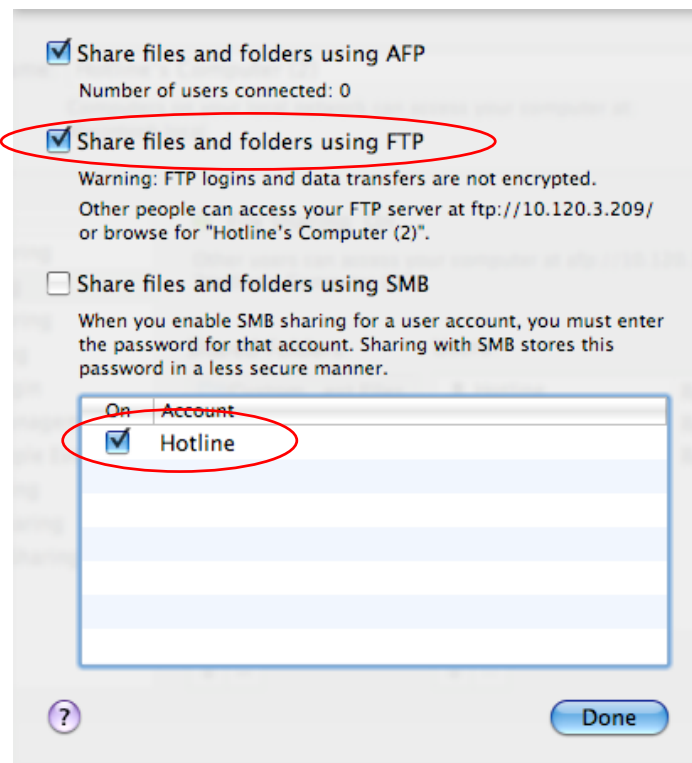 Share files and folders using AFP
Number of users connected: 0
Share files and folders using FTP
Warning: FTP logins and data transfers are not encrypted.
Other people can access your FTP server at ftp://10.120.3.209/
or browse for "Hotline's Computer (2)".
Share files and folders using SMB
When you enable SMB sharing for a user account, you must enter
the password for that account. Sharing with SMB stores this
password in a less secure manner.
On Account
Hotline
?
Done